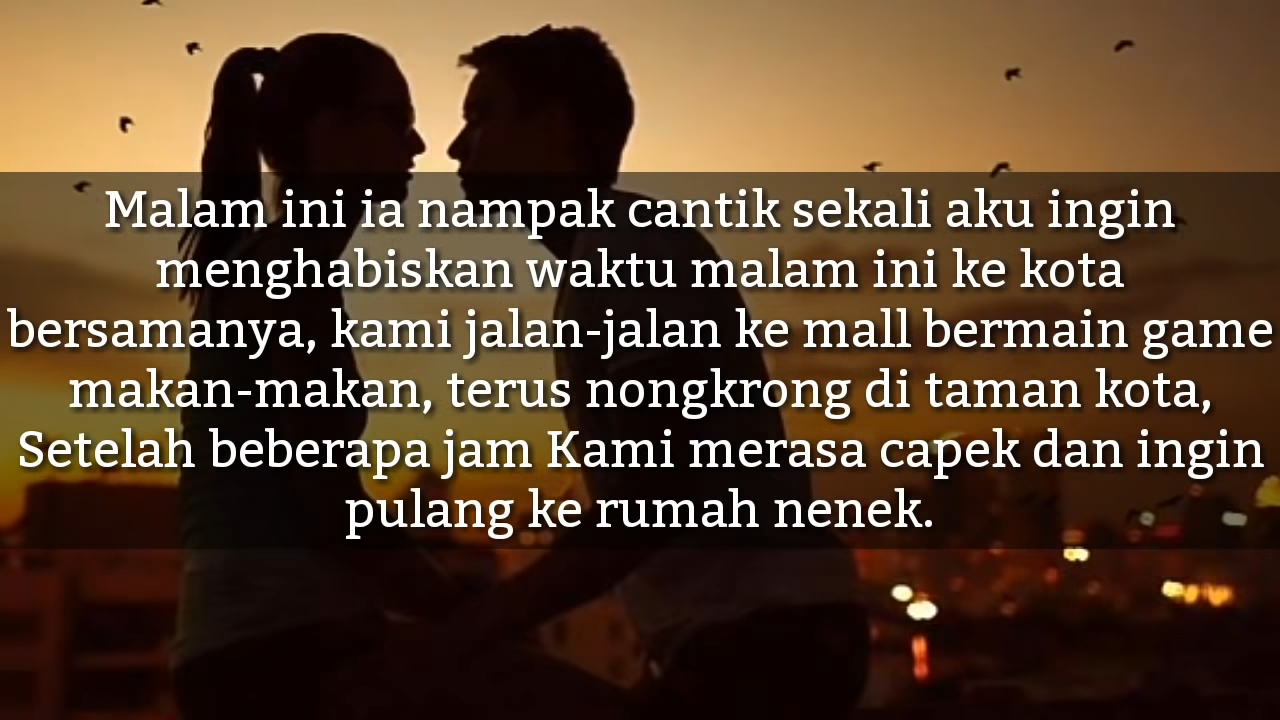 Malam ini ia nampak cantik sekali aku ingin
menghabiskan waktu malam ini ke kota
bersamanya, kami jalan-jalan ke mall bermain game
makan-makan, terus nongkrong di taman kota,
Setelah beberapa jam Kami merasa capek dan ingin
pulang ke rumah nenek.